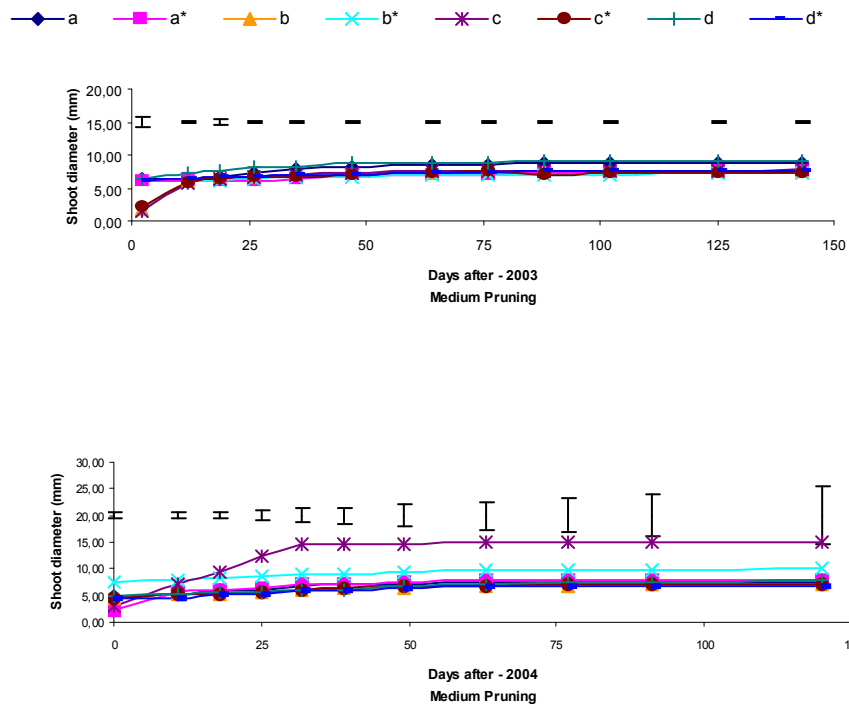 a a* b b* c c* d d*
20,00
15,00
10,00
5,00
0,00
Shoot diameter (mm)
0 25 50 75 100 125 150
Days after - 2003
Medium Pruning
30,00
25,00
20,00
15,00
10,00
5,00
0,00
Shoot diameter (mm)
0 25 50 75 100 1
Days after - 2004
Medium Pruning